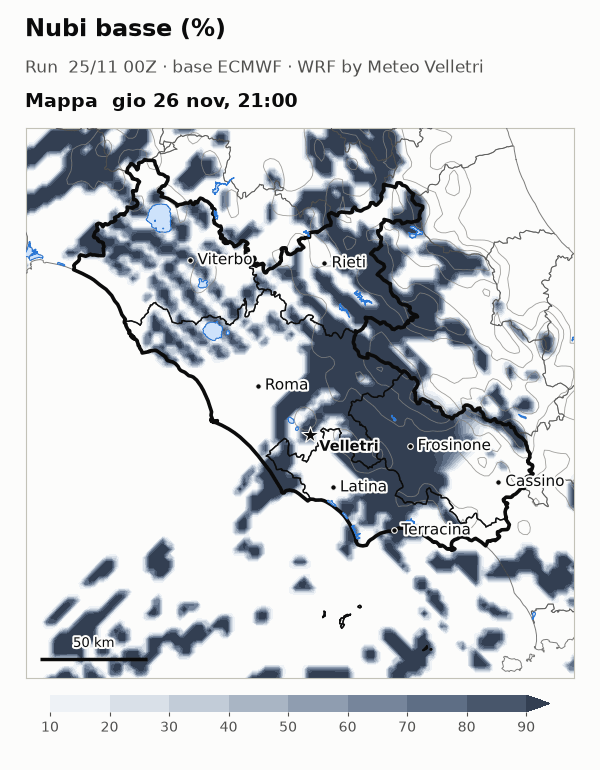 Nubi basse (%)
Run  25/11 00Z · base ECMWF · WRF by Meteo Velletri
Mappa  gio 26 nov, 21:00
Viterbo
Rieti
Roma
Velletri
Frosinone
Cassino
Latina
Terracina
50 km
10 20 30 40 50 60 70 80 90